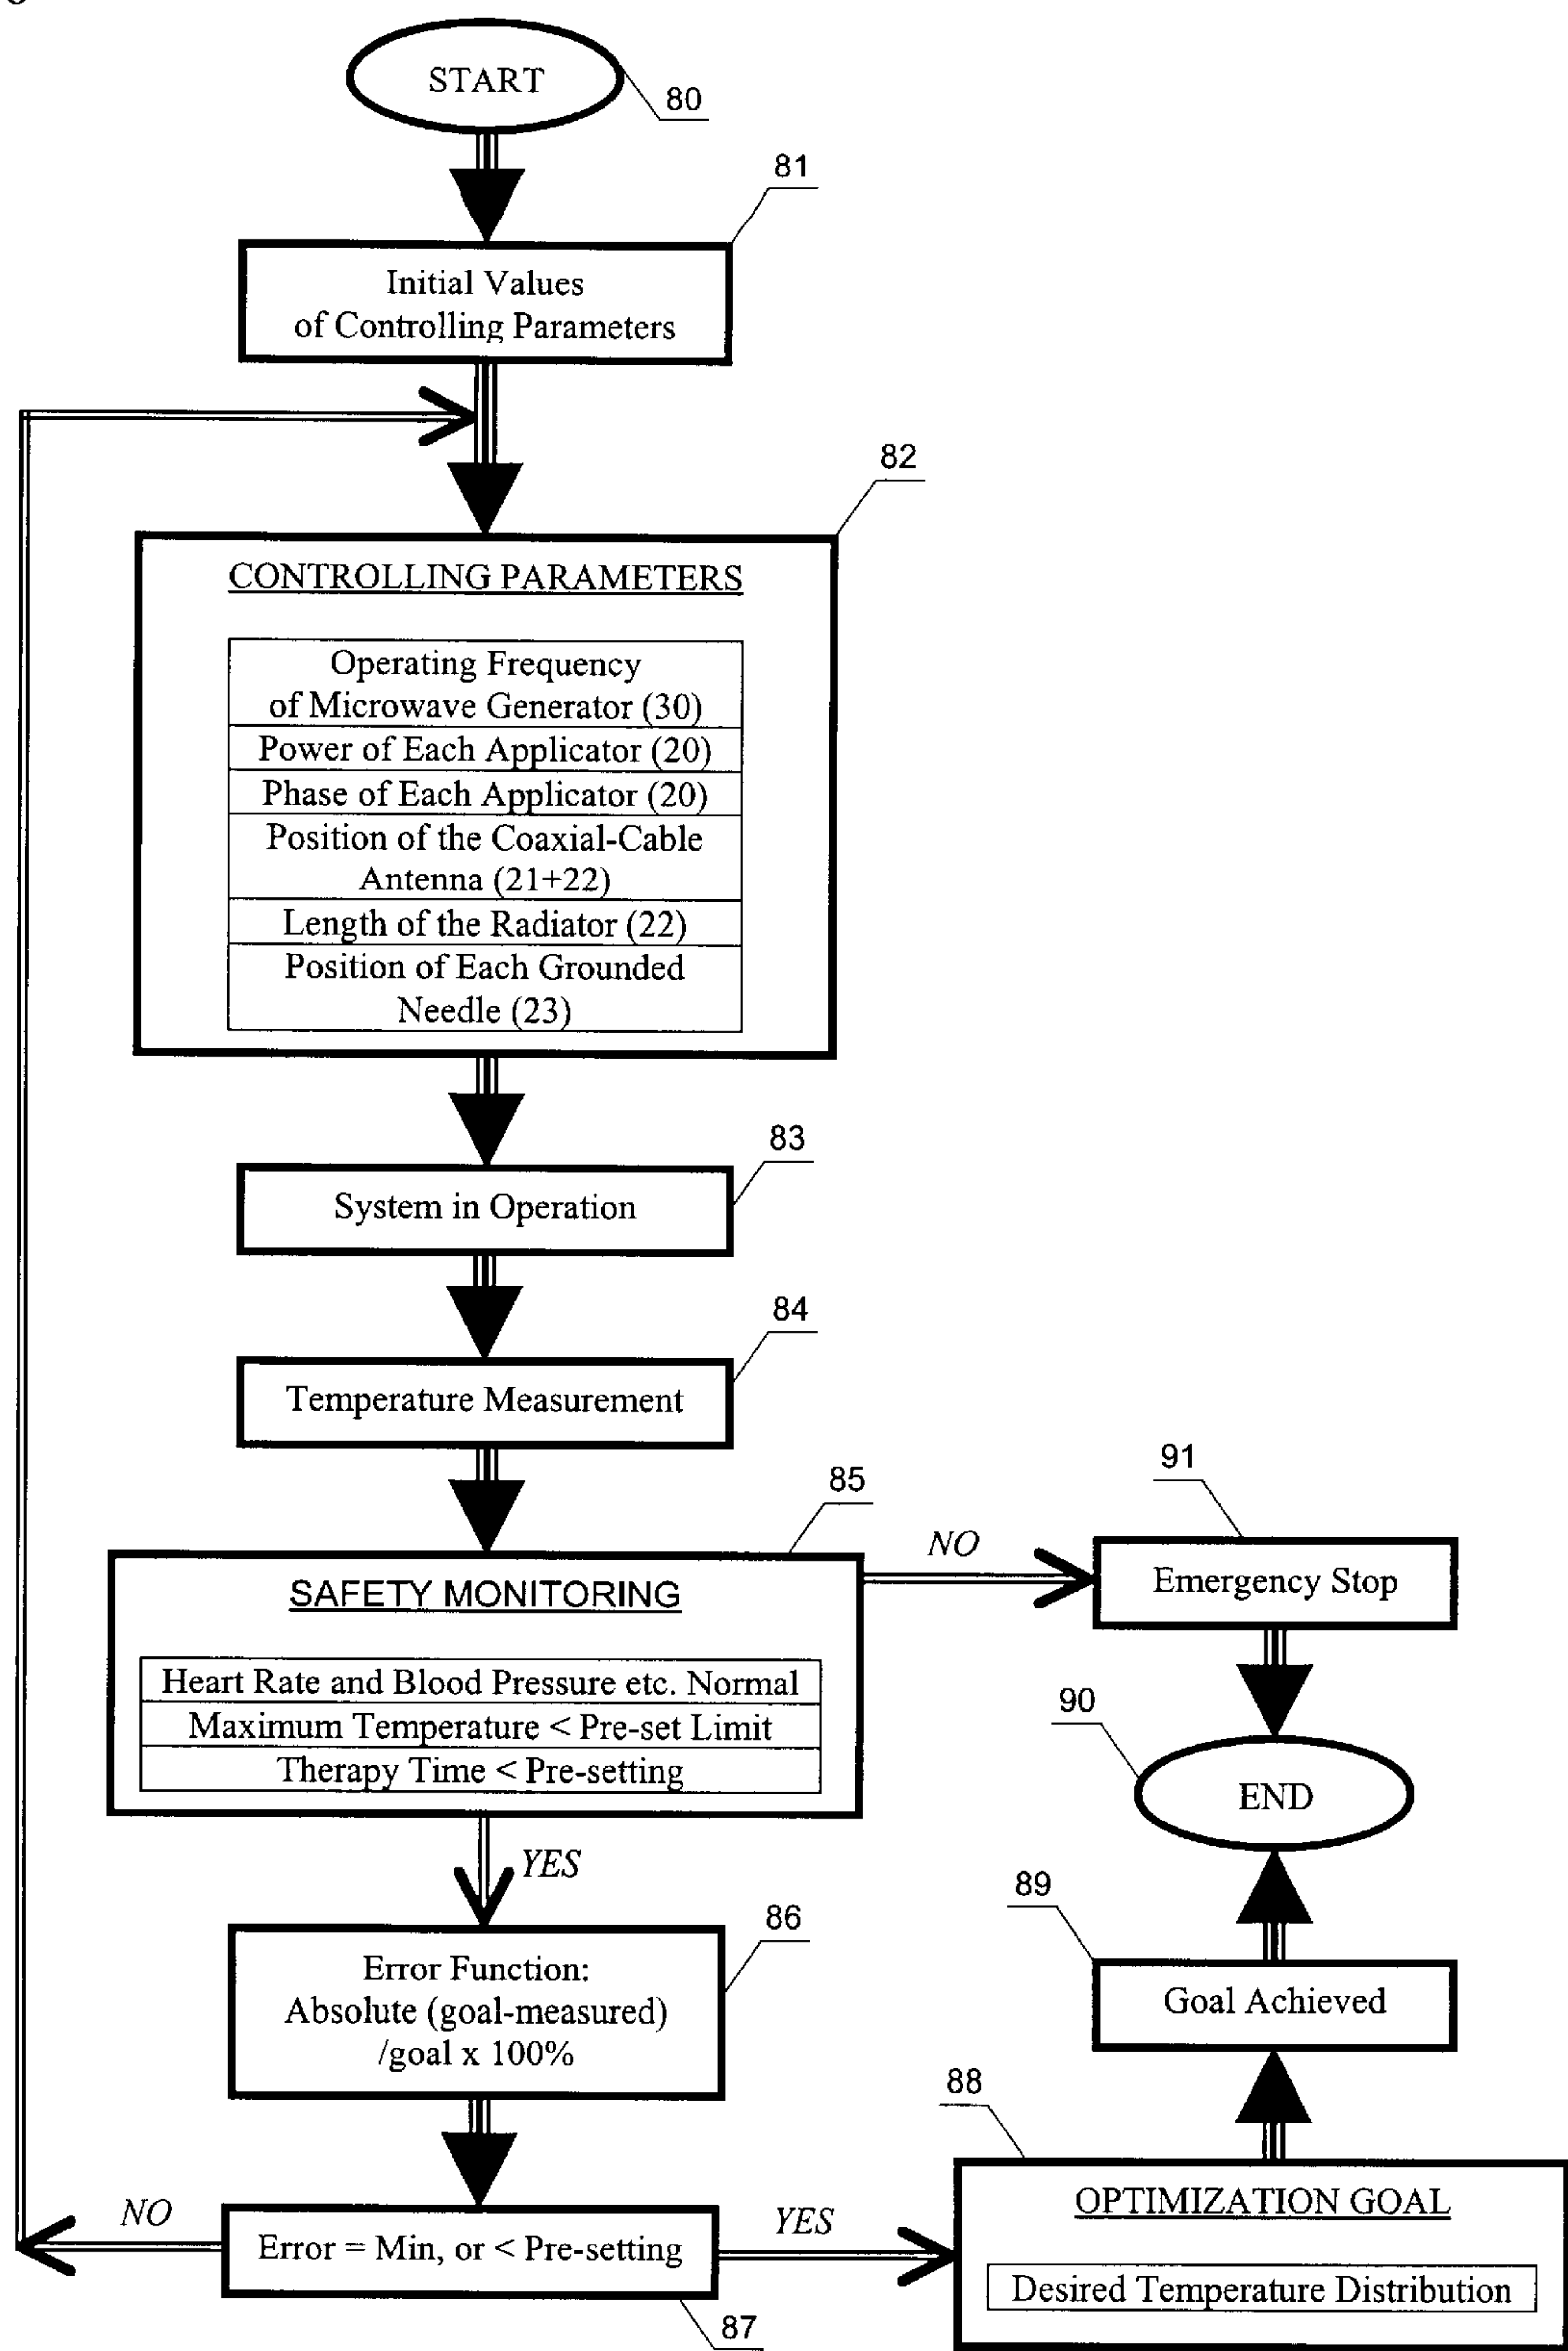 START
80
81
Initial Values
of Controlling Parameters
82
CONTROLLING PARAMETERS
Operating Frequency
of Microwave Generator (30)
Power of Each Applicator (20)
Phase of Each Applicator (20)
Position of the Coaxial-Cable
Antenna (21+22)
Length of the Radiator (22)
Position of Each Grounded
Needle (23)
83
System in Operation
84
Temperature Measurement
85
SAFETY MONITORING
Heart Rate and Blood Pressure etc. Normal
Maximum Temperature < Pre-set Limit
Therapy Time < Pre-setting
NO
91
Emergency Stop
90
END
YES
86
Error Function:
Absolute (goal-measured)
/goal x 100%
89
Goal Achieved
88
OPTIMIZATION GOAL
Desired Temperature Distribution
NO
Error = Min, or < Pre-setting
YES
87